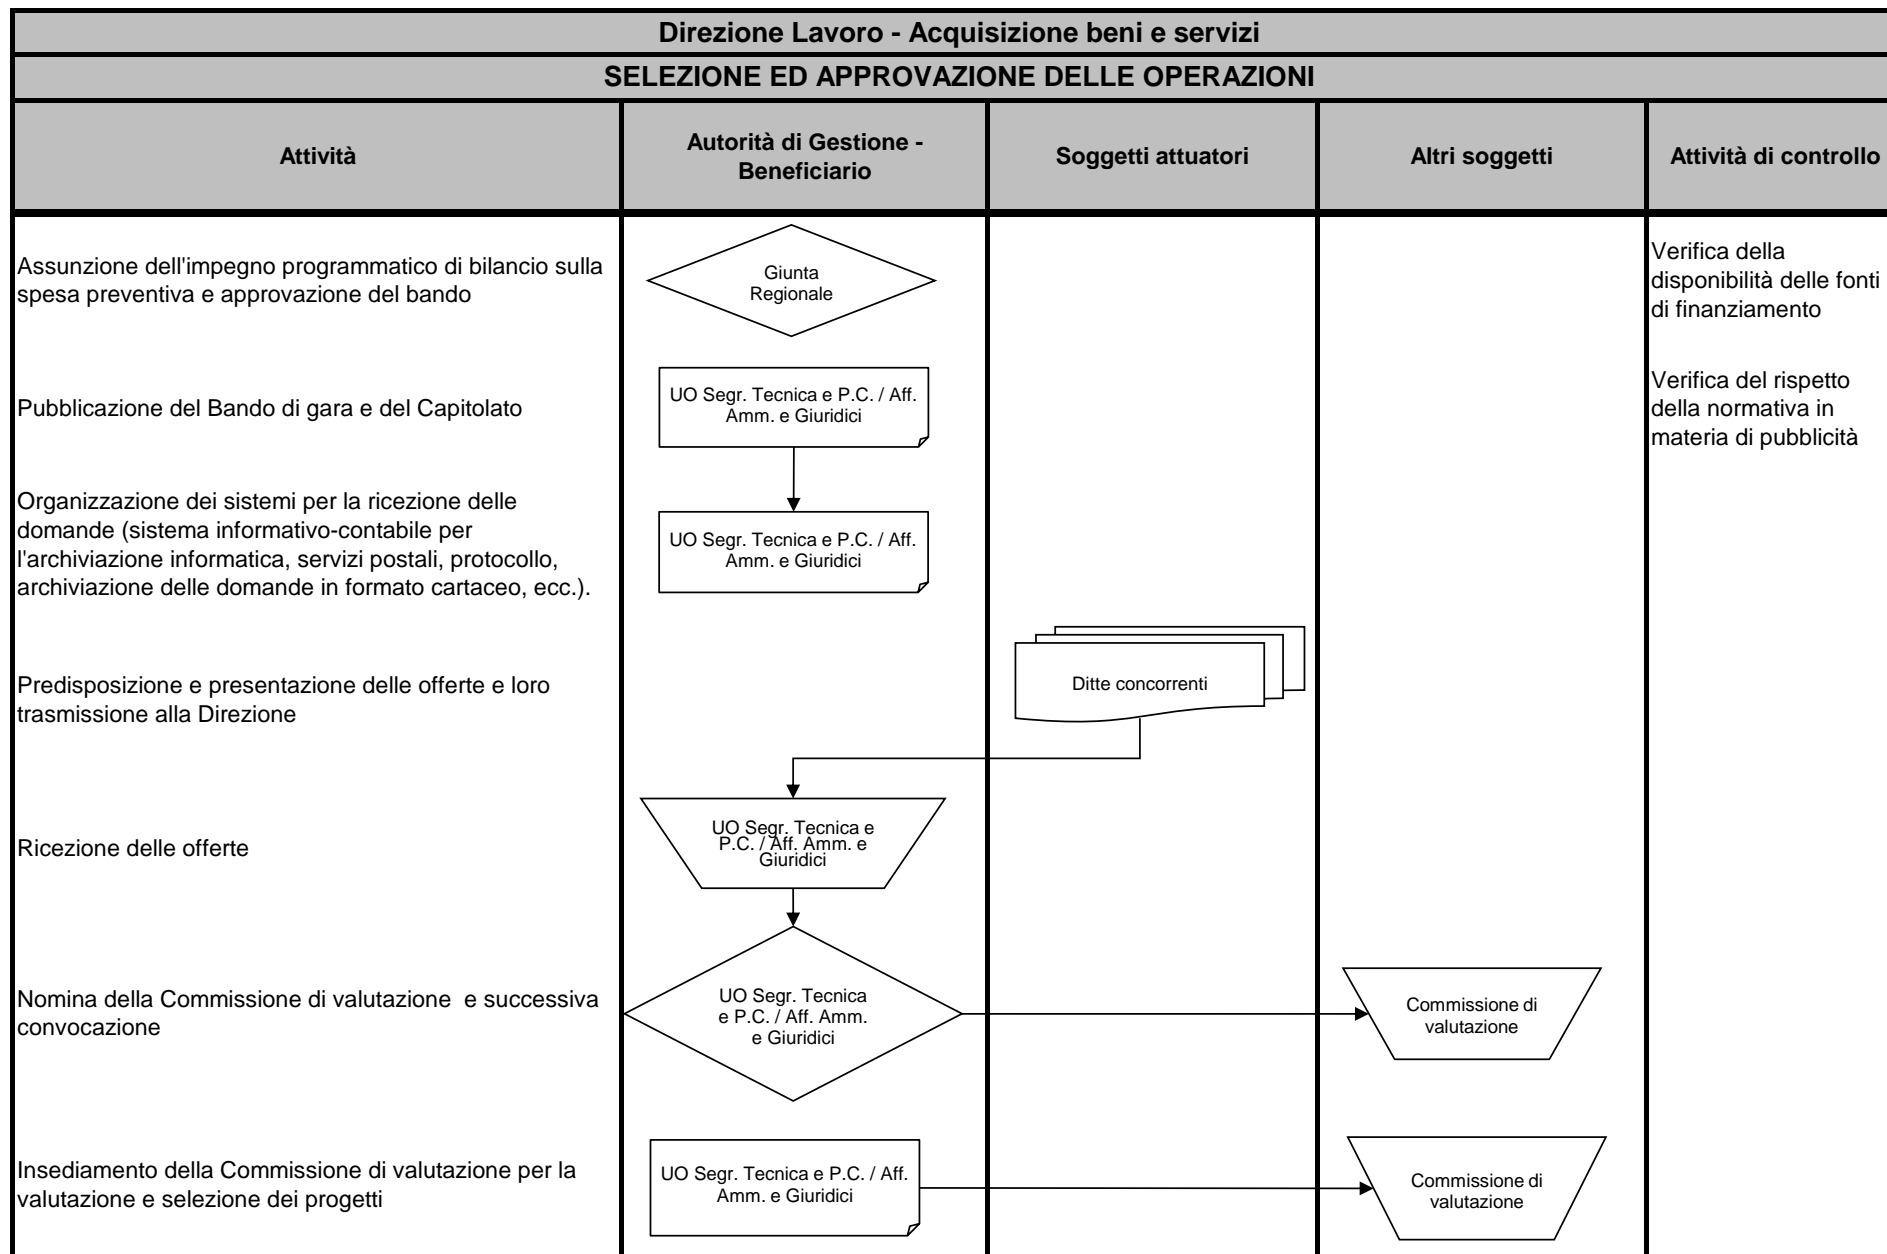 Direzione Lavoro - Acquisizione beni e servizi
SELEZIONE ED APPROVAZIONE DELLE OPERAZIONI
Attività
Autorità di Gestione -
Beneficiario
Soggetti attuatori
Altri soggetti
Attività di controllo
Assunzione dell'impegno programmatico di bilancio sulla
spesa preventiva e approvazione del bando
Giunta
Regionale
Verifica della
disponibilità delle fonti
di finanziamento
Pubblicazione del Bando di gara e del Capitolato
UO Segr. Tecnica e P.C. / Aff.
Amm. e Giuridici
Verifica del rispetto
della normativa in
materia di pubblicità
Organizzazione dei sistemi per la ricezione delle
domande (sistema informativo-contabile per
l'archiviazione informatica, servizi postali, protocollo,
archiviazione delle domande in formato cartaceo, ecc.).
UO Segr. Tecnica e P.C. / Aff.
Amm. e Giuridici
Predisposizione e presentazione delle offerte e loro
trasmissione alla Direzione
Ditte concorrenti
Ricezione delle offerte
UO Segr. Tecnica e
P.C. / Aff. Amm. e
Giuridici
Nomina della Commissione di valutazione  e successiva
convocazione
UO Segr. Tecnica
e P.C. / Aff. Amm.
e Giuridici
Commissione di
valutazione
Insediamento della Commissione di valutazione per la
valutazione e selezione dei progetti
UO Segr. Tecnica e P.C. / Aff.
Amm. e Giuridici
Commissione di
valutazione